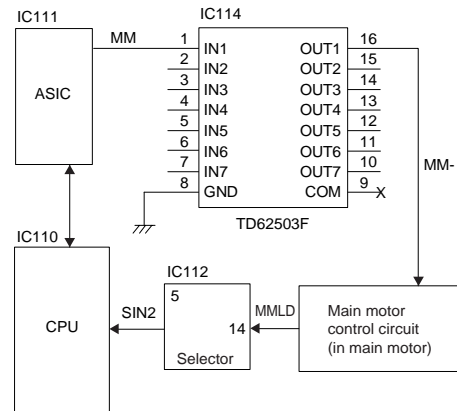 IC111
IC114
MM
1 IN1 OUT1 16
2 IN2 OUT2 15
3 IN3 OUT3 14
4 IN4 OUT4 13
5 IN5 OUT5 12
6 IN6 OUT6 11
7 IN7 OUT7 10
8 GND COM 9 X
ASIC
MM-
TD62503F
IC110
IC112
CPU
SIN2
5
14
Selector
MMLD
Main motor
control circuit
(in main motor)